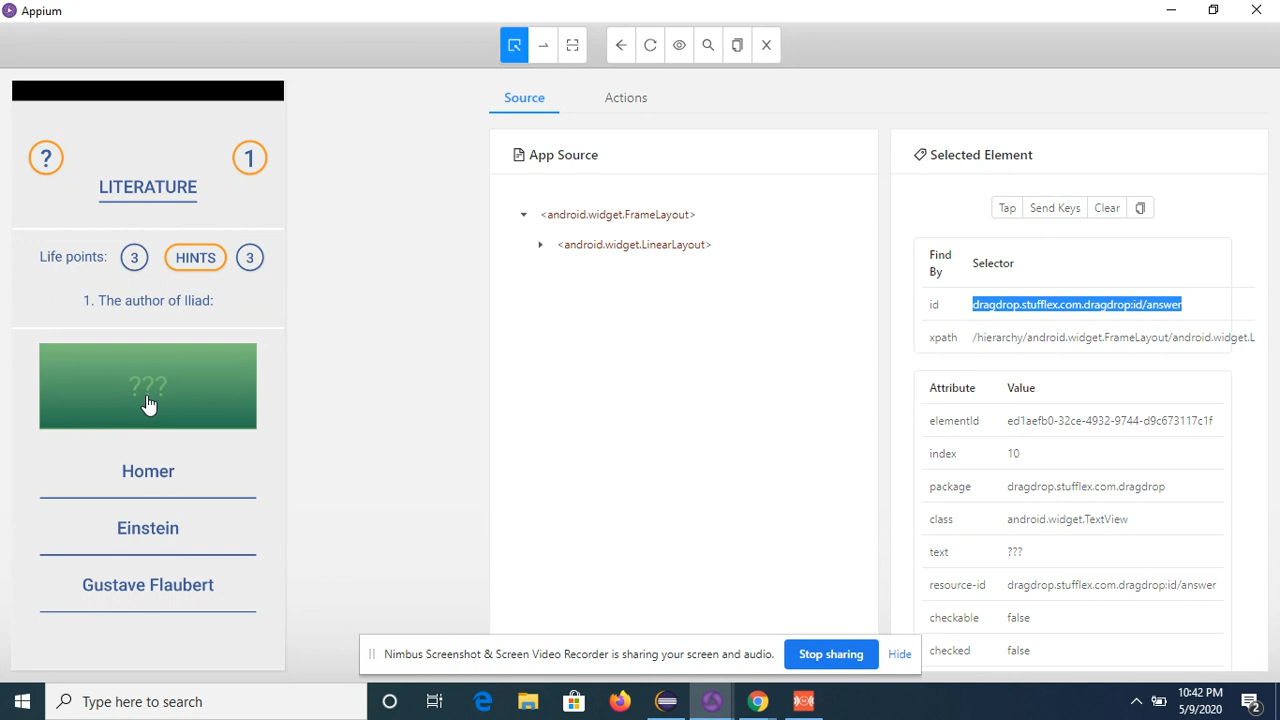 Appium
?
1
LITERATURE
Life points:
3
HINTS
3
1. The author of Iliad:
???
Homer
Einstein
Gustave Flaubert
Source
Actions
App Source
<android.widget.FrameLayout>
<android.widget.LinearLayout>
Selected Element
Tap
Send Keys
Clear
Find By
Selector
id
dragdrop.stufflex.com.dragdrop:id/answer
xpath
/hierarchy/android.widget.FrameLayout/android.widget.L
Attribute
Value
elementId
ed1aefb0-32ce-4932-9744-d9c673117c1f
index
10
package
dragdrop.stufflex.com.dragdrop
class
android.widget.TextView
text
???
resource-id
dragdrop.stufflex.com.dragdrop:id/answer
checkable
false
checked
false
Nimbus Screenshot & Screen Video Recorder is sharing your screen and audio.
Stop sharing
Hide
Type here to search
10:42 PM
5/9/2020
2